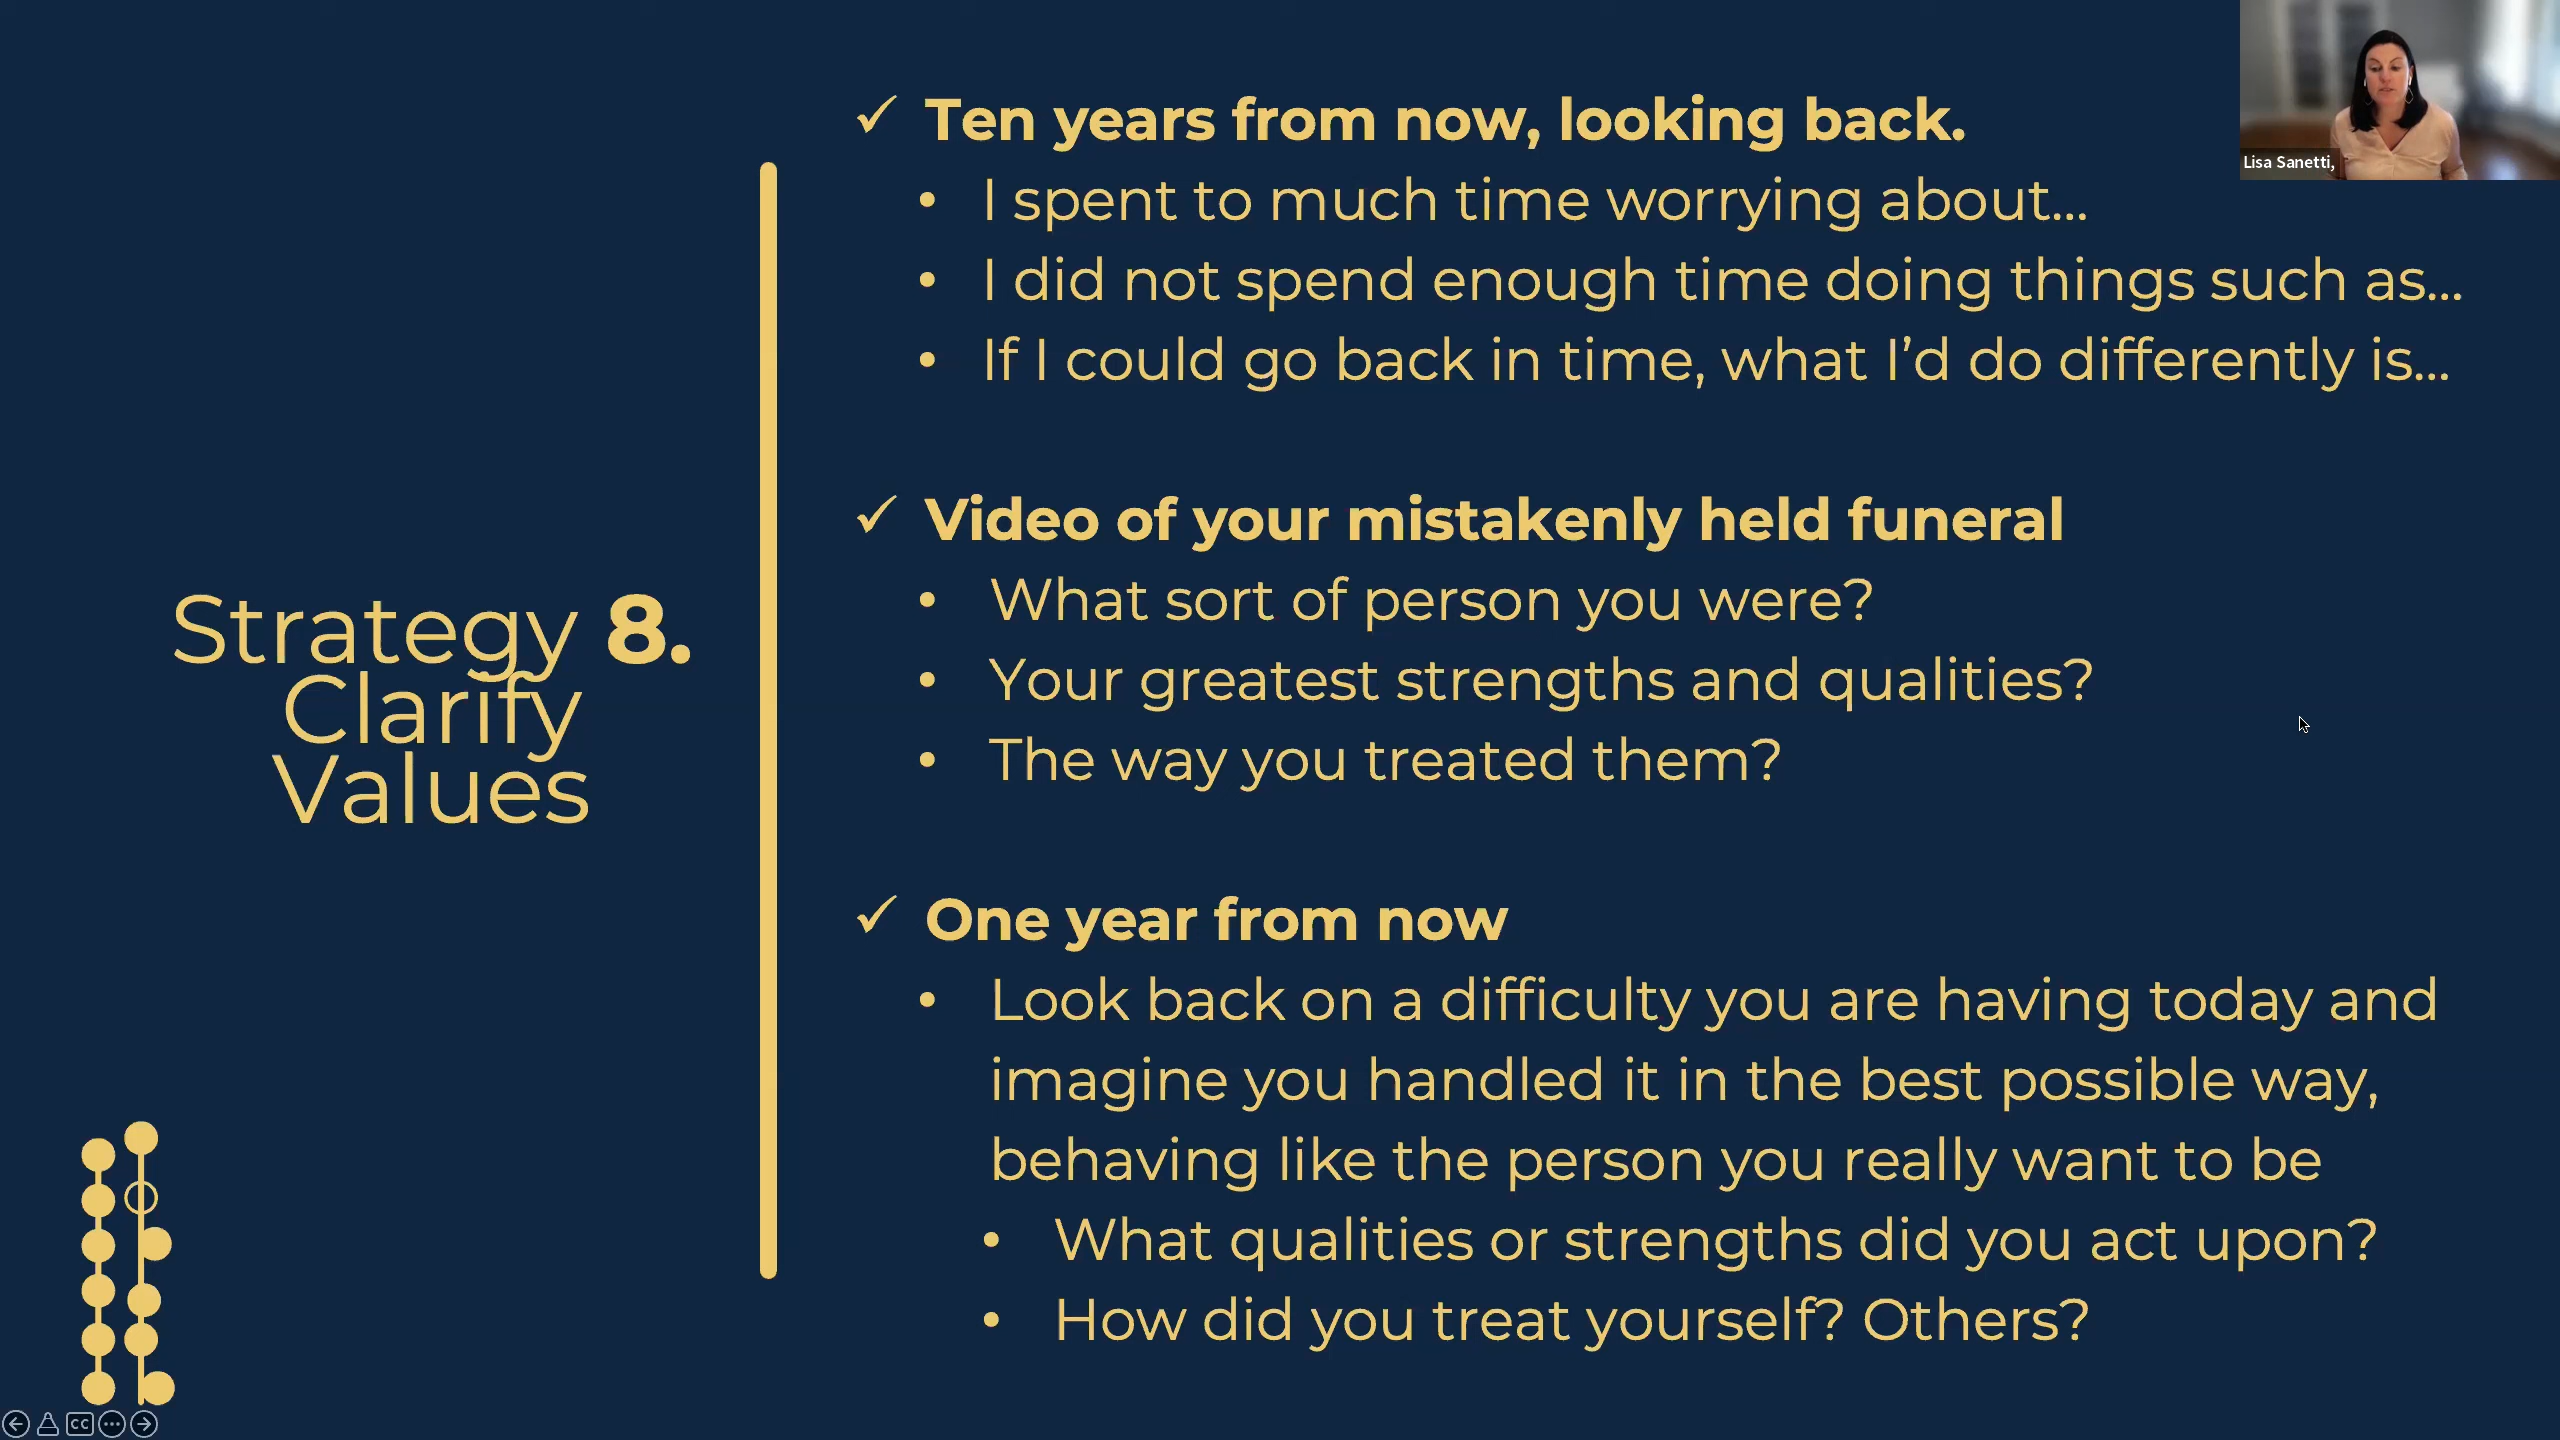 Strategy 8.
Clarify
Values
✓ Ten years from now, looking back.
• I spent to much time worrying about...
• I did not spend enough time doing things such as...
• If I could go back in time, what I’d do differently is...
✓ Video of your mistakenly held funeral
• What sort of person you were?
• Your greatest strengths and qualities?
• The way you treated them?
✓ One year from now
• Look back on a difficulty you are having today and
imagine you handled it in the best possible way,
behaving like the person you really want to be
• What qualities or strengths did you act upon?
• How did you treat yourself? Others?
Lisa Sanetti,
CC